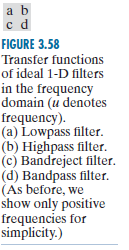 a b
c d
FIGURE 3.58
Transfer functions
of ideal 1-D filters
in the frequency
domain (u denotes
frequency).
(a) Lowpass filter.
(b) Highpass filter.
(c) Bandreject filter.
(d) Bandpass filter.
(As before, we
show only positive
frequencies for
simplicity.)